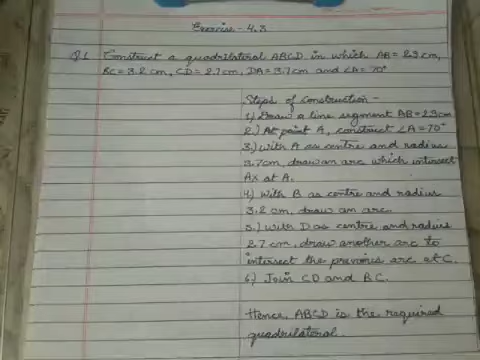 Exercise - 4.3
Q1. Construct a quadrilateral ABCD in which AB = 2.9 cm,
BC = 3.2 cm, CD = 2.7 cm, DA = 3.7 cm and ∠A = 70°
Steps of construction -
1) Draw a line segment AB = 2.9 cm
2.) At point A, construct ∠A = 70°
3.) With A as centre and radius
3.7cm, draw an arc which intersect
AX at A.
4) With B as centre and radius
3.2 cm, draw an arc.
5.) With D as centre and radius
2.7 cm, draw another arc to
intersect the previous arc at C.
6) Join CD and BC.
Hence, ABCD is the required
quadrilateral.